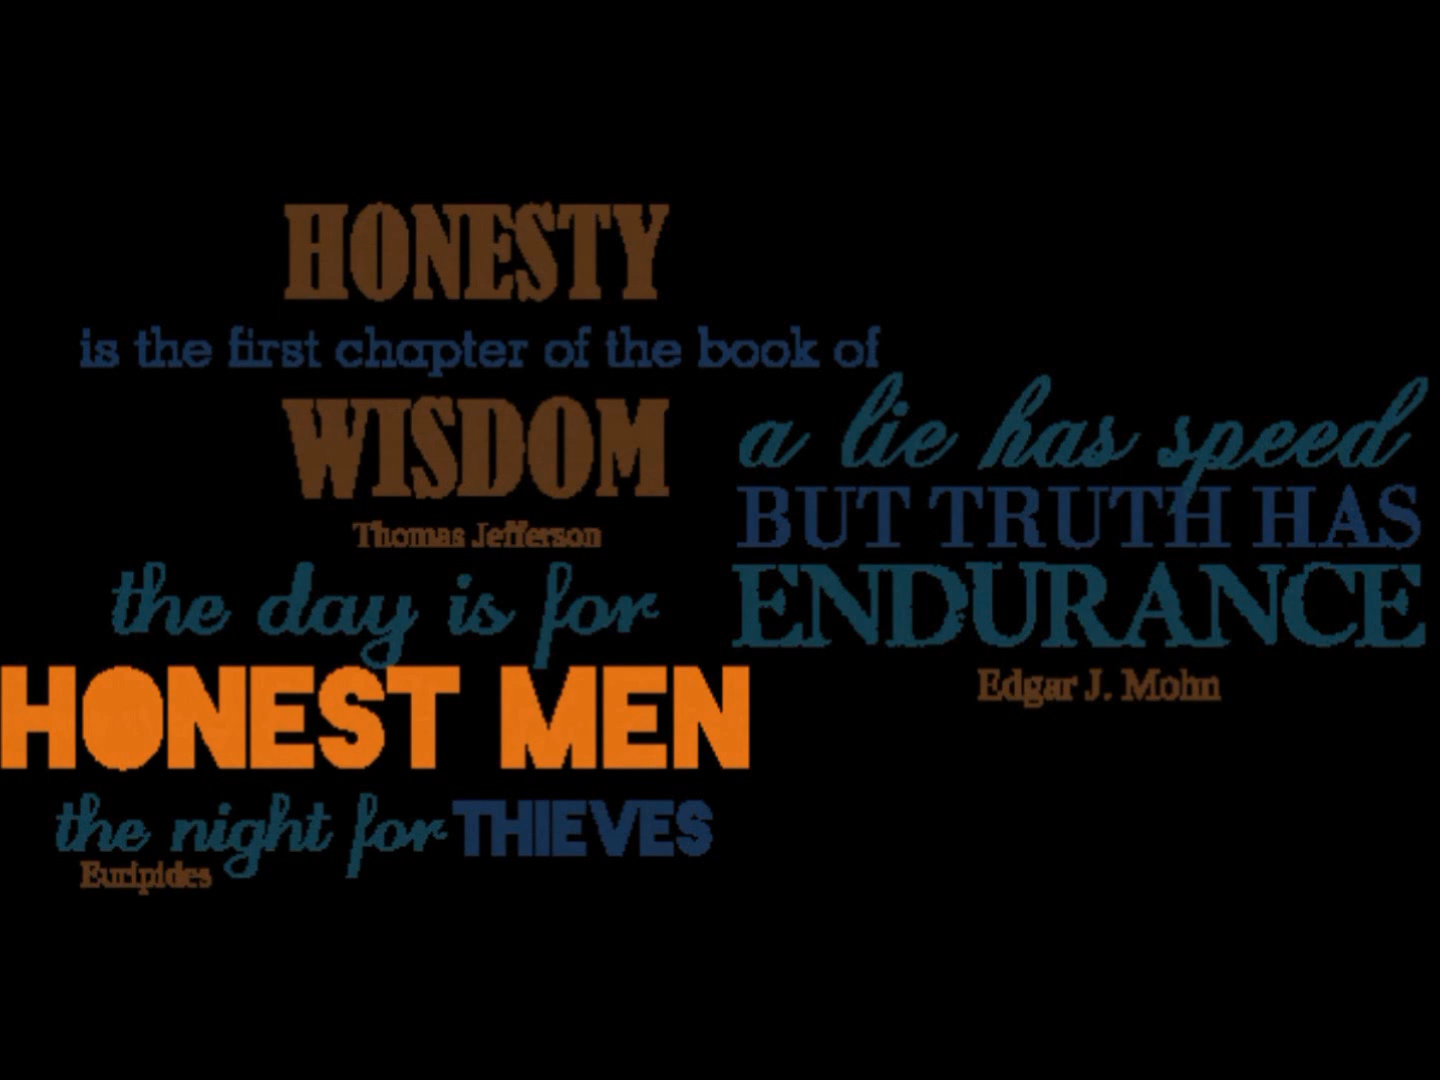 HONESTY
is the first chapter of the book of
WISDOM
Thomas Jefferson
a lie has speed
BUT TRUTH HAS
ENDURANCE
Edgar J. Mohn
the day is for
HONEST MEN
the night for THIEVES
Euripides